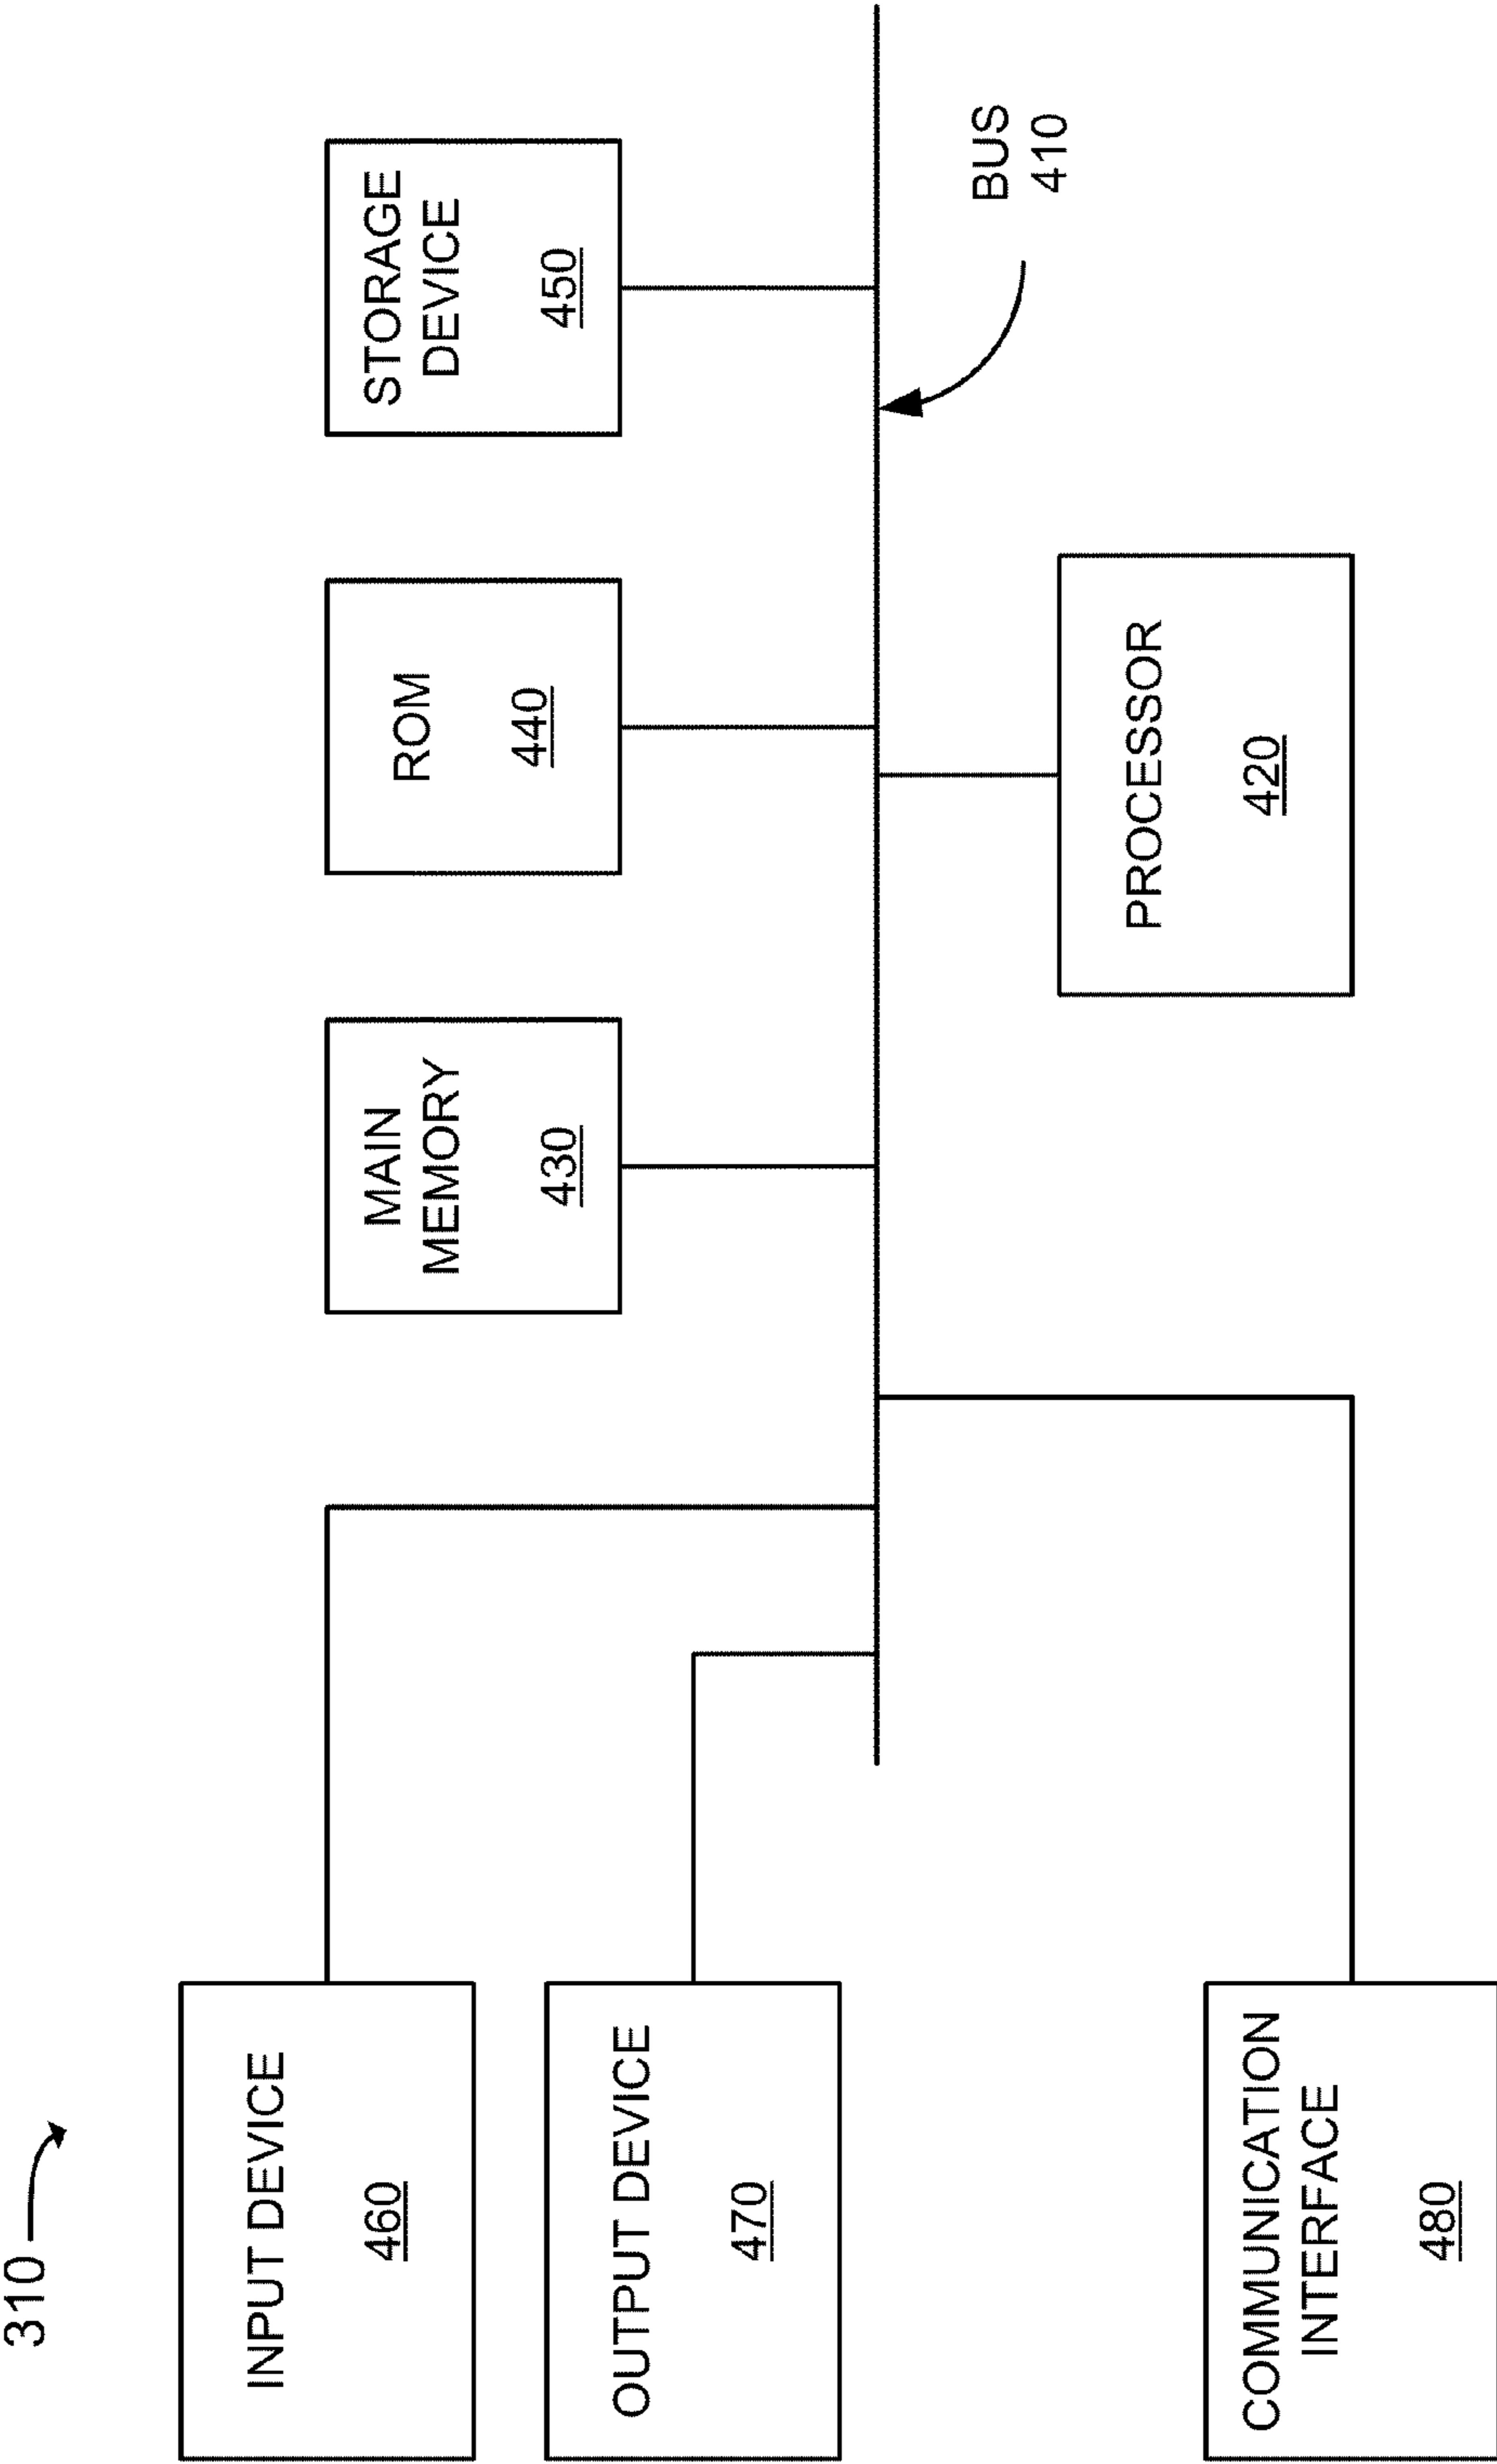 310
INPUT DEVICE
460
OUTPUT DEVICE
470
COMMUNICATION
INTERFACE
480
MAIN
MEMORY
430
ROM
440
STORAGE
DEVICE
450
PROCESSOR
420
BUS
410